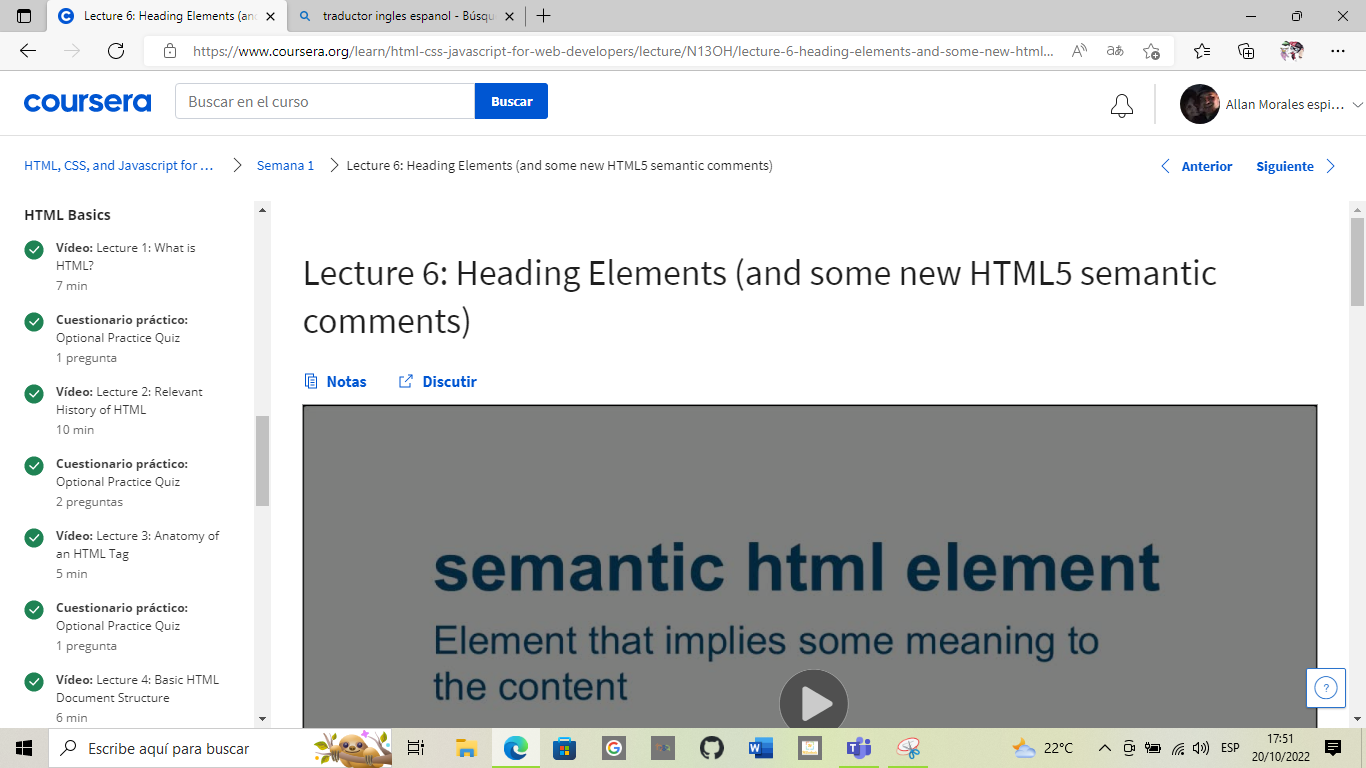 Lecture 6: Heading Elements (anc
traductor ingles espanol - Búsqu
https://www.coursera.org/learn/html-css-javascript-for-web-developers/lecture/N13OH/lecture-6-heading-elements-and-some-new-html...
coursera
Buscar en el curso
Buscar
Allan Morales espi...
HTML, CSS, and Javascript for ...
Semana 1
Lecture 6: Heading Elements (and some new HTML5 semantic comments)
Anterior
Siguiente
HTML Basics
Vídeo: Lecture 1: What is
HTML?
7 min
Cuestionario práctico:
Optional Practice Quiz
1 pregunta
Vídeo: Lecture 2: Relevant
History of HTML
10 min
Cuestionario práctico:
Optional Practice Quiz
2 preguntas
Vídeo: Lecture 3: Anatomy of
an HTML Tag
5 min
Cuestionario práctico:
Optional Practice Quiz
1 pregunta
Vídeo: Lecture 4: Basic HTML
Document Structure
6 min
Lecture 6: Heading Elements (and some new HTML5 semantic
comments)
Notas
Discutir
semantic html element
Element that implies some meaning to
the content
Escribe aquí para buscar
22°C
ESP
17:51
20/10/2022